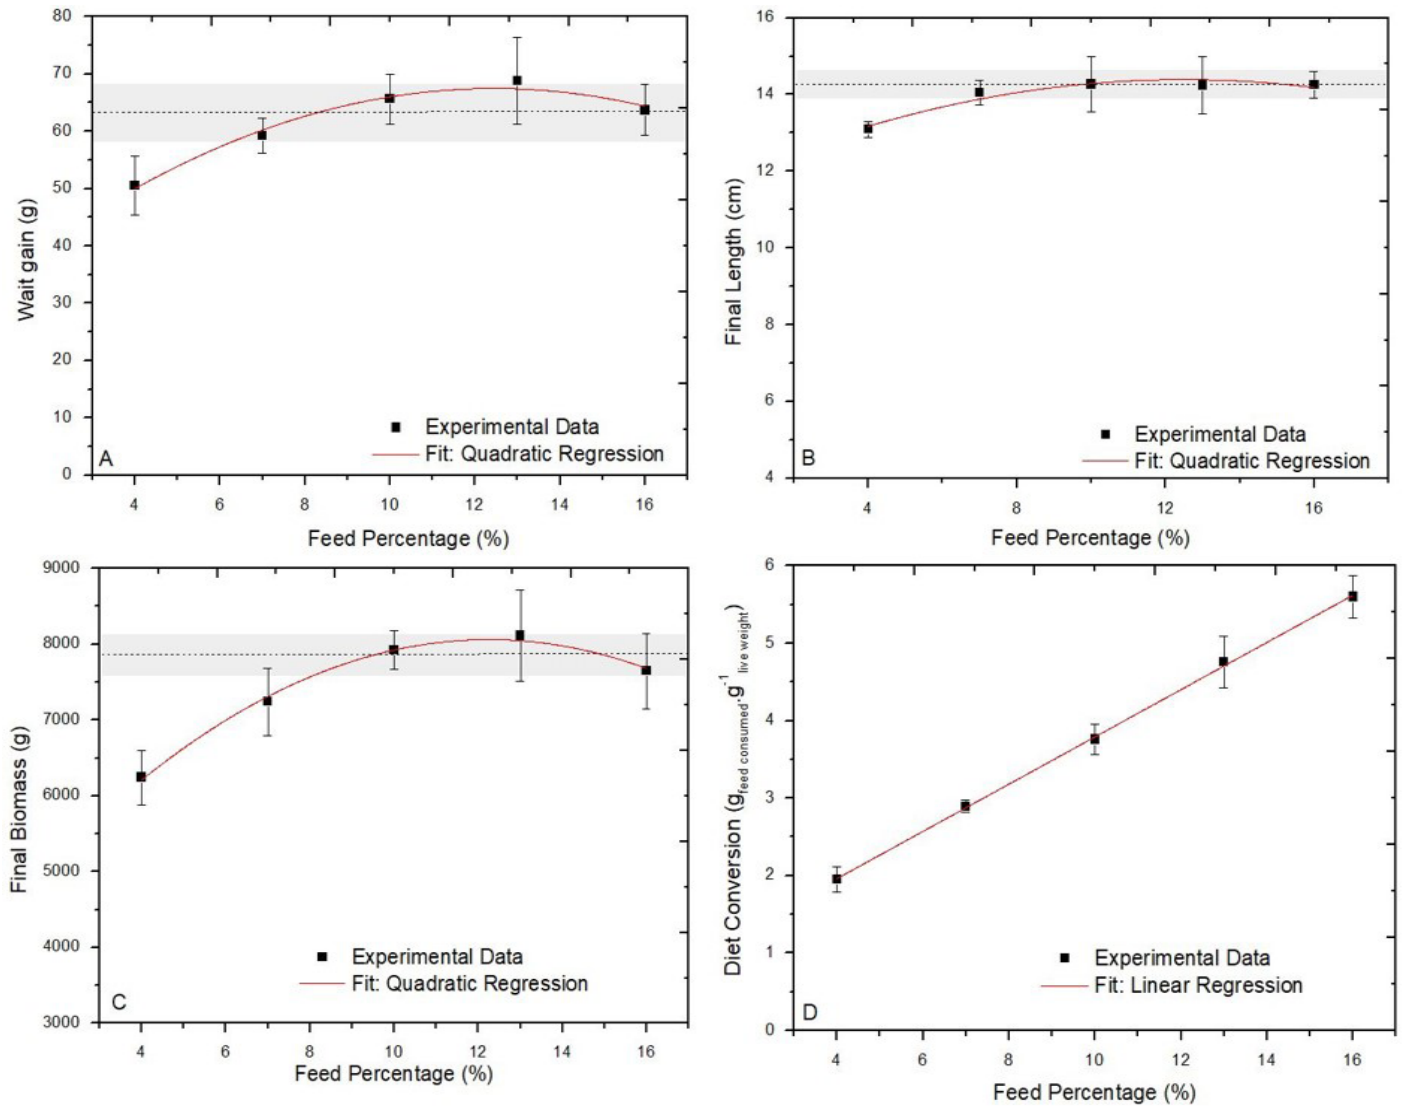 80
70
60
50
40
30
20
10
0
Wait gain (g)
Experimental Data
Fit: Quadratic Regression
A
4 6 8 10 12 14 16
Feed Percentage (%)
16
14
12
10
8
6
4
Final Length (cm)
Experimental Data
Fit: Quadratic Regression
B
4 8 12 16
Feed Percentage (%)
9000
8000
7000
6000
5000
4000
3000
Final Biomass (g)
Experimental Data
Fit: Quadratic Regression
C
4 6 8 10 12 14 16
Feed Percentage (%)
6
5
4
3
2
1
0
Diet Conversion (g feed consumed.g-1 live weight)
Experimental Data
Fit: Linear Regression
D
4 6 8 10 12 14 16
Feed Percentage (%)